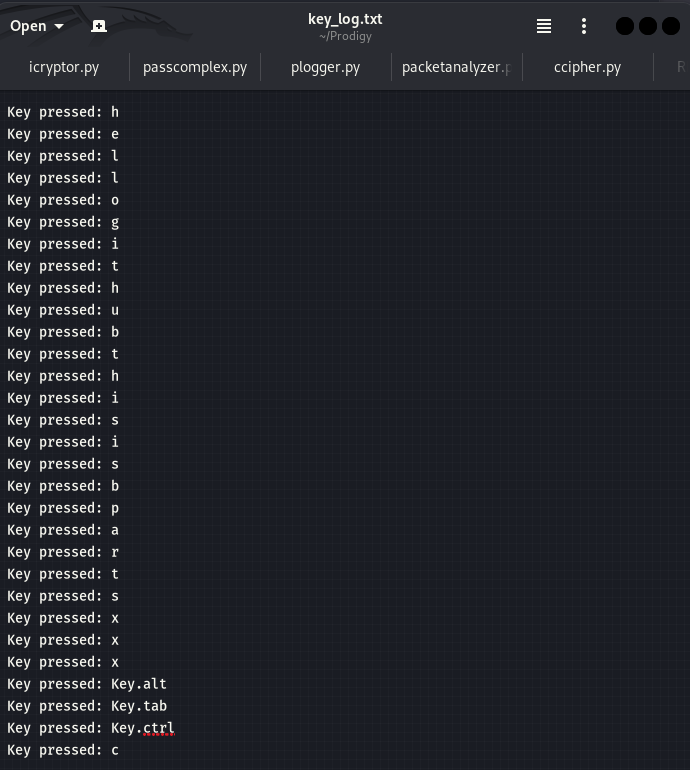 Open
key_log.txt
~/Prodigy
icryptor.py
passcomplex.py
plogger.py
packetanalyzer.p
ccipher.py
R
Key pressed: h
Key pressed: e
Key pressed: l
Key pressed: l
Key pressed: o
Key pressed: g
Key pressed: i
Key pressed: t
Key pressed: h
Key pressed: u
Key pressed: b
Key pressed: t
Key pressed: h
Key pressed: i
Key pressed: s
Key pressed: i
Key pressed: s
Key pressed: b
Key pressed: p
Key pressed: a
Key pressed: r
Key pressed: t
Key pressed: s
Key pressed: x
Key pressed: x
Key pressed: x
Key pressed: Key.alt
Key pressed: Key.tab
Key pressed: Key.ctrl
Key pressed: c